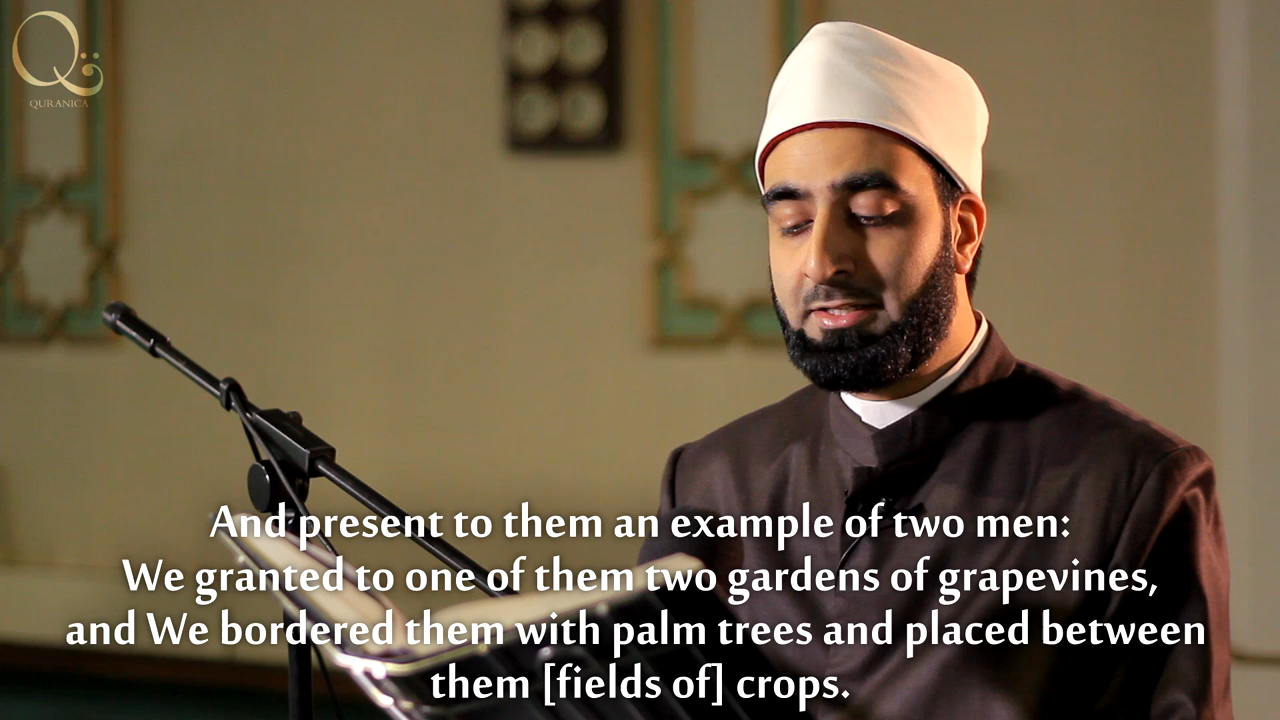 QURANICA
And present to them an example of two men:
We granted to one of them two gardens of grapevines,
and We bordered them with palm trees and placed between
them [fields of] crops.